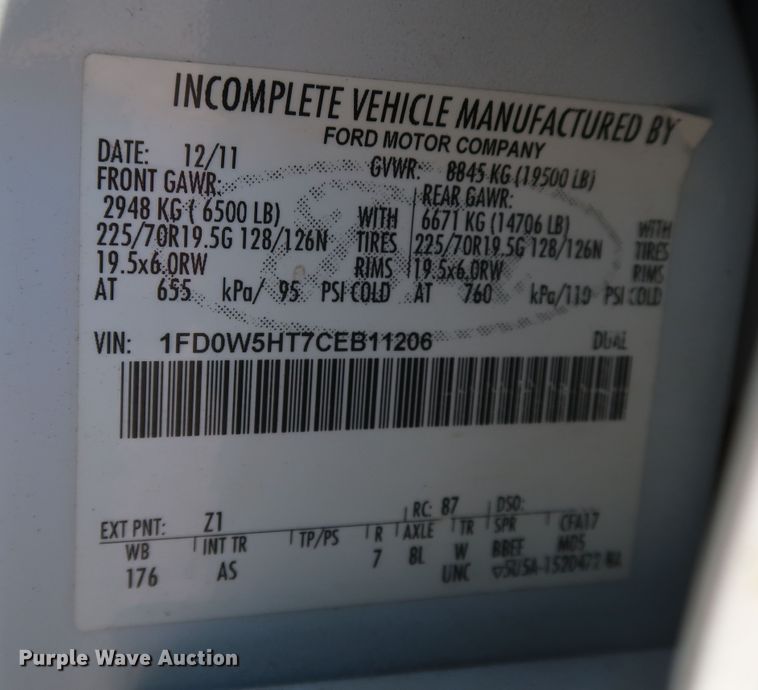 INCOMPLETE VEHICLE MANUFACTURED BY
FORD MOTOR COMPANY
DATE: 12/11 GVWR: 8845 KG (19500 LB)
FRONT GAWR: REAR GAWR:
2948 KG ( 6500 LB) WITH 6671 KG (14706 LB) WITH
225/70R19.5G 128/126N TIRES 225/70R19.5G 128/126N TIRES
19.5x6.0RW RIMS 19.5x6.0RW RIMS
AT 655 kPa/ 95 PSI COLD AT 760 kPa/110 PSI COLD
VIN: 1FD0W5HT7CEB11206 DUAL
EXT PNT: Z1 RC: 87 DSO:
WB INT TR TP/PS R AXLE TR SPR CFA17
176 AS 7 8L W BBFF M05
UNC
Purple Wave Auction